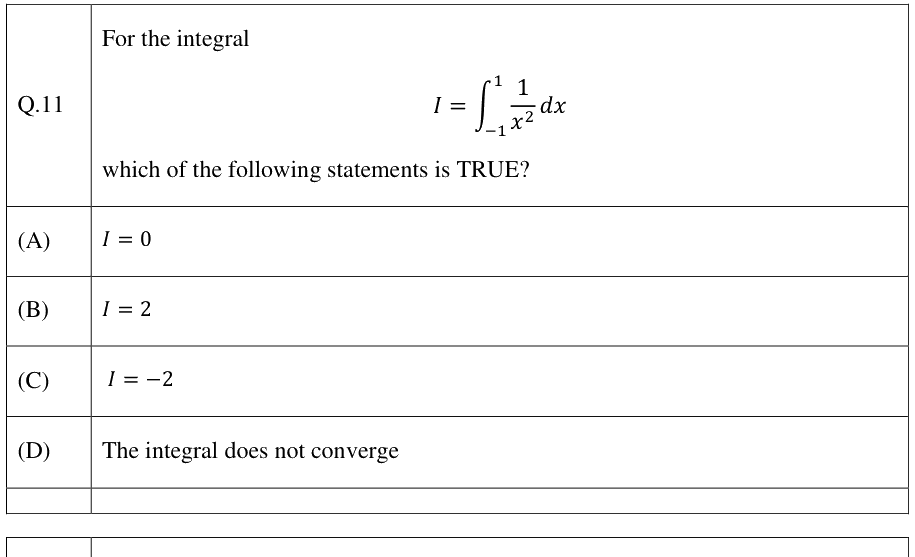 For the integral
Q.11
I = ∫_{-1}^{1} \frac{1}{x^2} dx
which of the following statements is TRUE?
(A) I = 0
(B) I = 2
(C) I = −2
(D) The integral does not converge